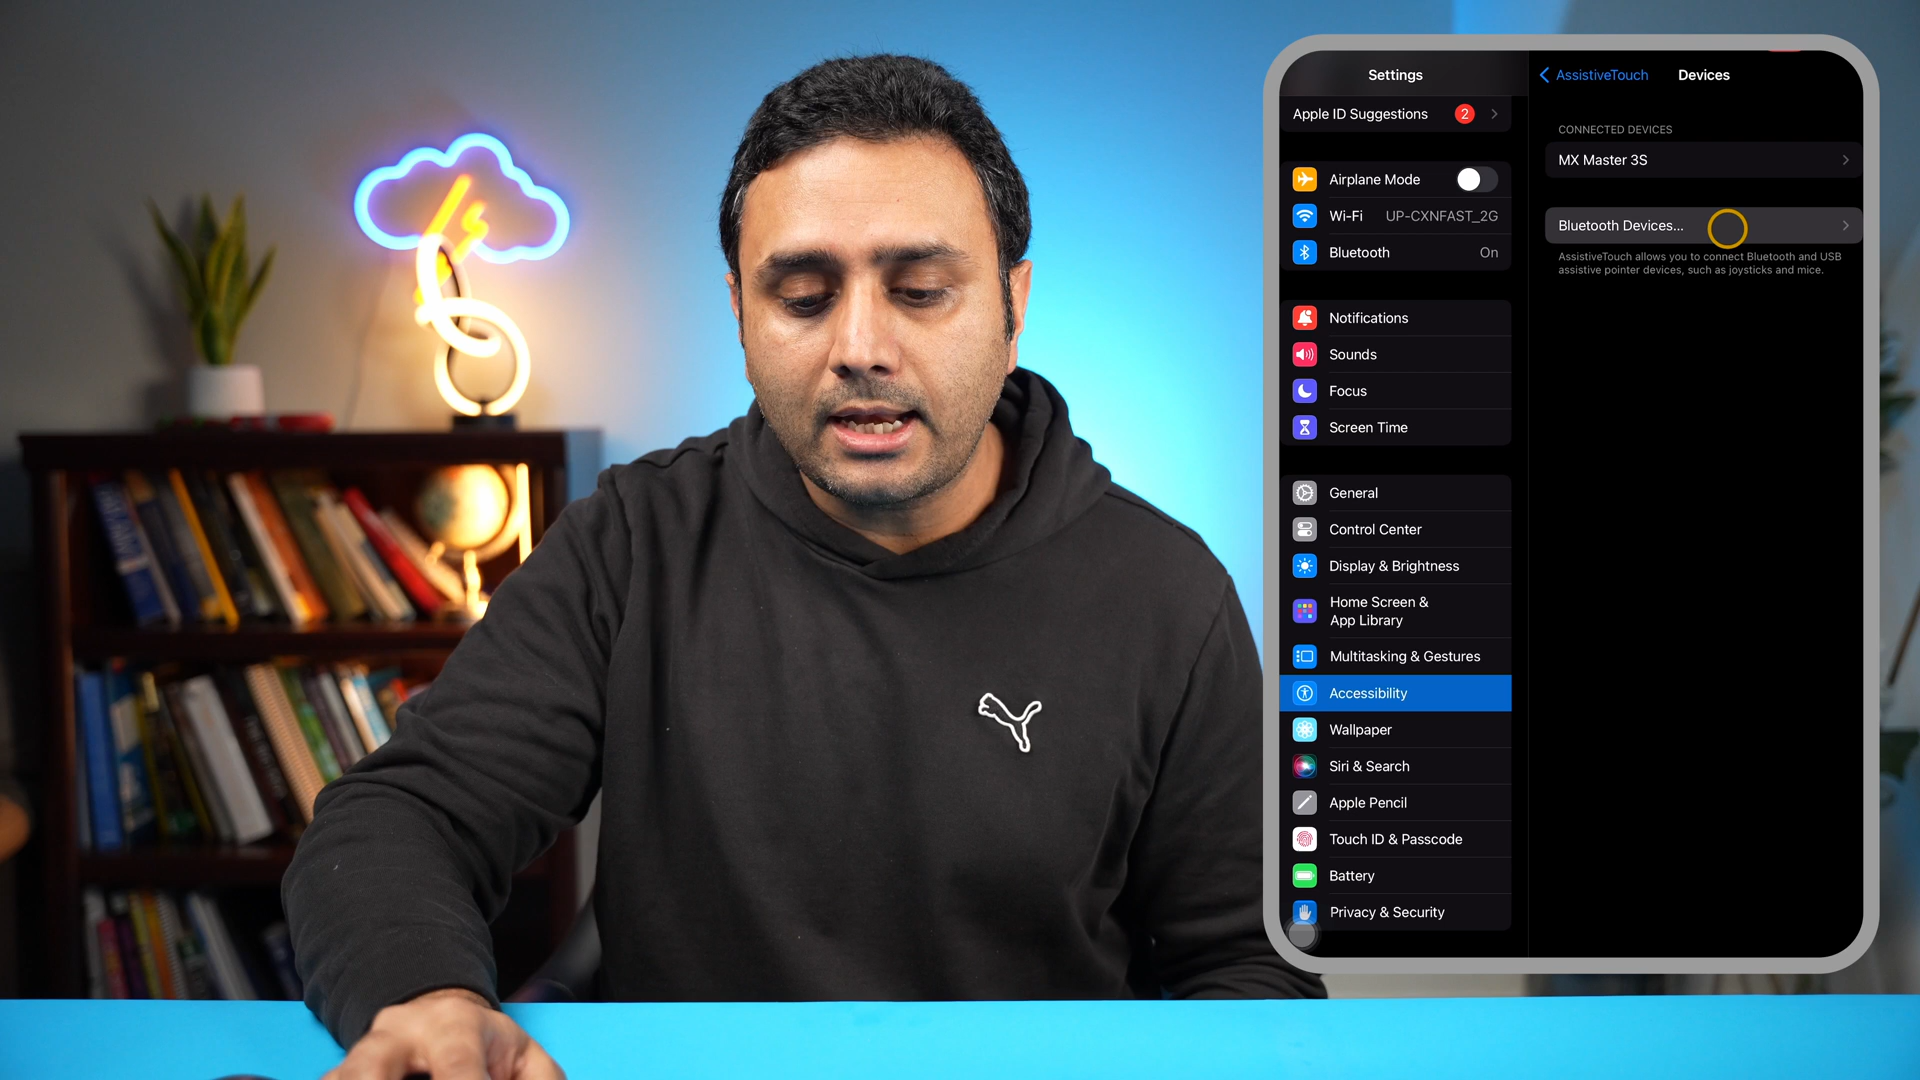 Settings
Apple ID Suggestions 2
Airplane Mode
Wi-Fi UP-CXNFAST_2G
Bluetooth On
Notifications
Sounds
Focus
Screen Time
General
Control Center
Display & Brightness
Home Screen &
App Library
Multitasking & Gestures
Accessibility
Wallpaper
Siri & Search
Apple Pencil
Touch ID & Passcode
Battery
Privacy & Security
AssistiveTouch Devices
CONNECTED DEVICES
MX Master 3S
Bluetooth Devices...
AssistiveTouch allows you to connect Bluetooth and USB
assistive pointer devices, such as joysticks and mice.